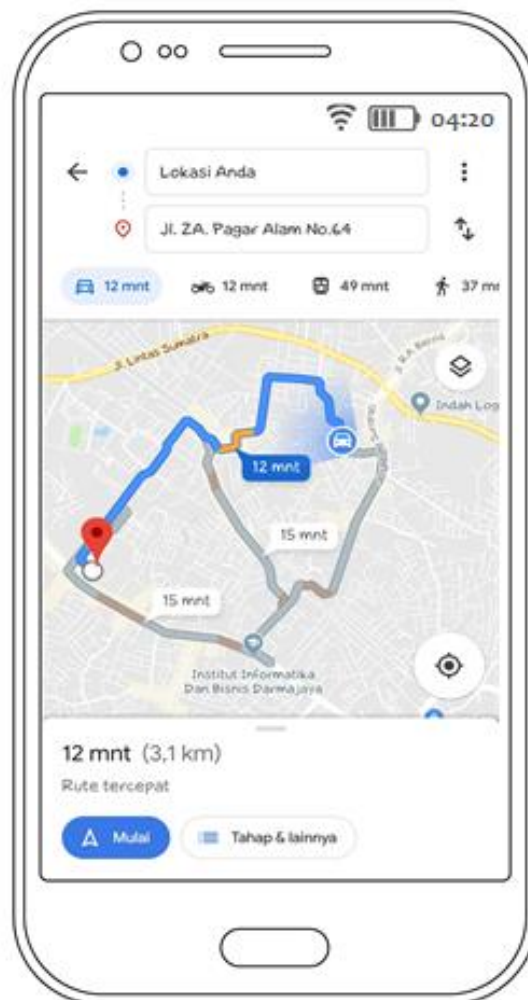 04:20
Lokasi Anda
Jl. ZA. Pagar Alam No.64
12 mnt 12 mnt 49 mnt 37 mn
Jl. Lintas Sumatra
Indah Log
12 mnt
15 mnt
15 mnt
Institut Informatika
Dan Bisnis Darmajaya
12 mnt (3,1 km)
Rute tercepat
Mulai Tahap & lainnya